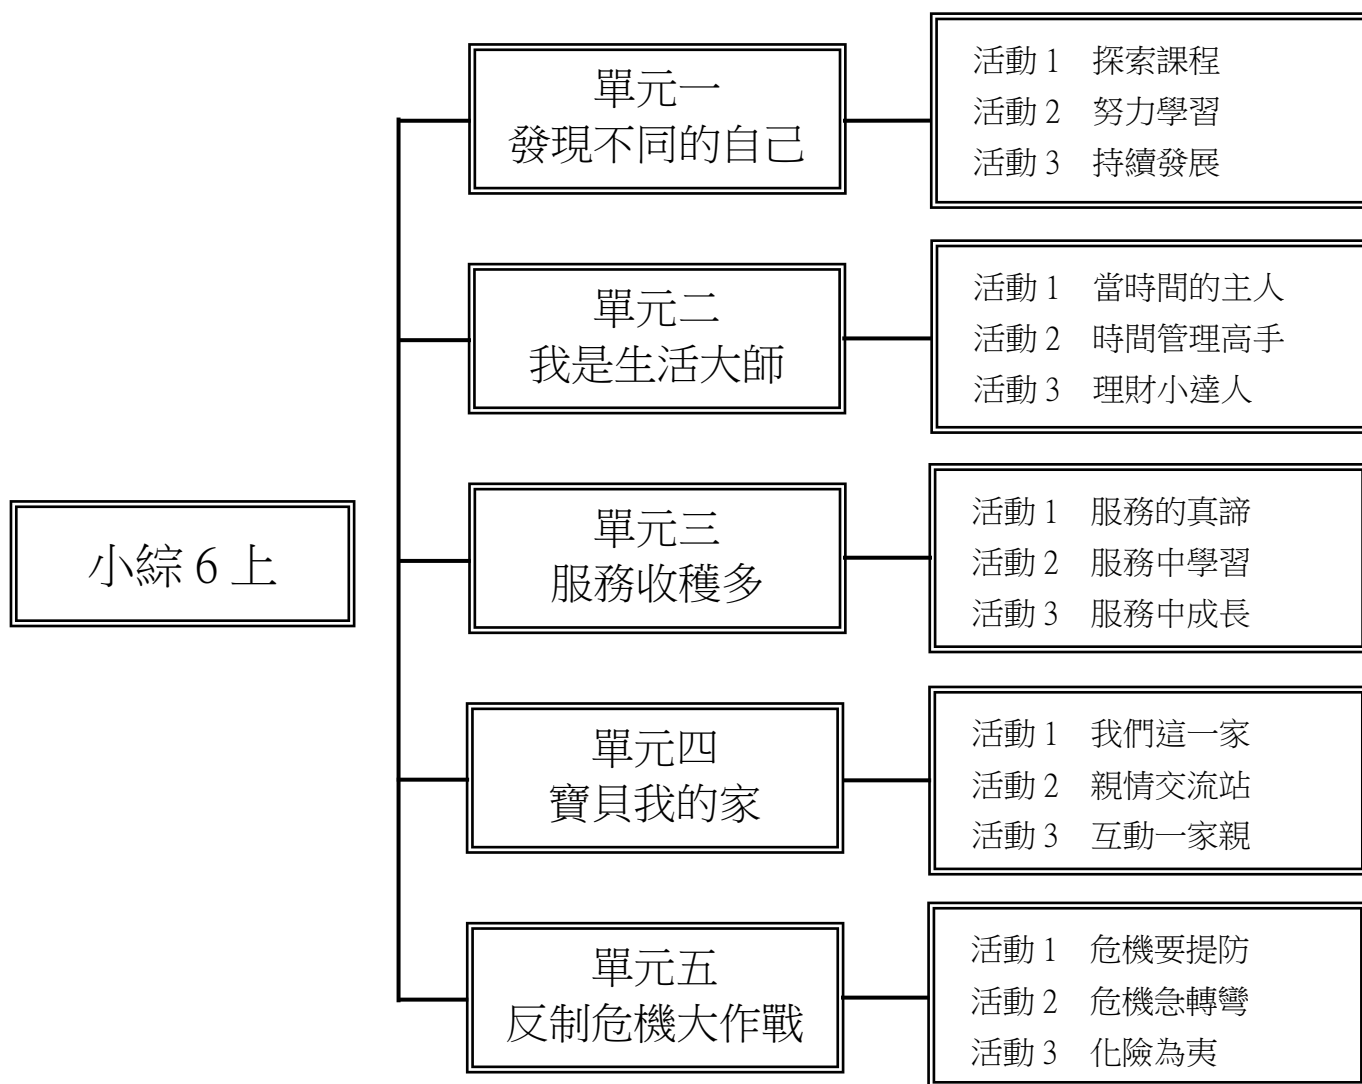 小綜 6 上
單元一
發現不同的自己
活動 1　探索課程
活動 2　努力學習
活動 3　持續發展
單元二
我是生活大師
活動 1　當時間的主人
活動 2　時間管理高手
活動 3　理財小達人
單元三
服務收穫多
活動 1　服務的真諦
活動 2　服務中學習
活動 3　服務中成長
單元四
寶貝我的家
活動 1　我們這一家
活動 2　親情交流站
活動 3　互動一家親
單元五
反制危機大作戰
活動 1　危機要提防
活動 2　危機急轉彎
活動 3　化險為夷